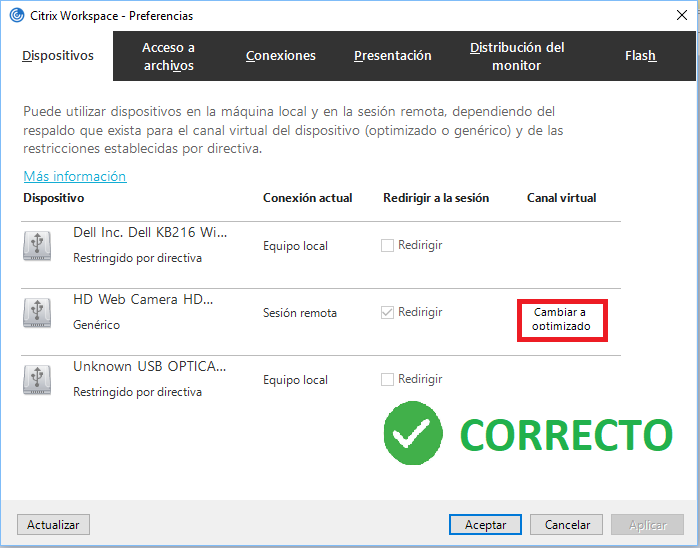 Citrix Workspace - Preferencias
Dispositivos
Acceso a
archivos
Conexiones
Presentación
Distribución del
monitor
Flash
Puede utilizar dispositivos en la máquina local y en la sesión remota, dependiendo del
respaldo que exista para el canal virtual del dispositivo (optimizado o genérico) y de las
restricciones establecidas por directiva.
Más información
Dispositivo Conexión actual Redirigir a la sesión Canal virtual
Dell Inc. Dell KB216 Wi...
Restringido por directiva
Equipo local
Redirigir
HD Web Camera HD...
Genérico
Sesión remota
Redirigir
Cambiar a
optimizado
Unknown USB OPTICA...
Restringido por directiva
Equipo local
Redirigir
CORRECTO
Actualizar Aceptar Cancelar Aplicar